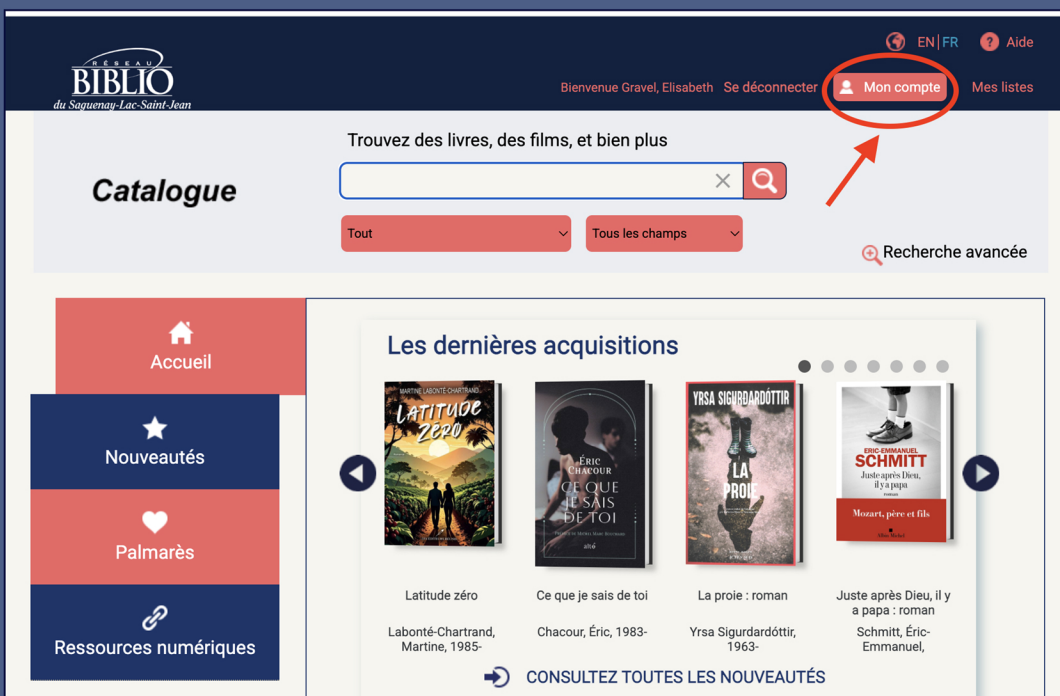 EN|FR
? Aide
RÉSEAU
BIBLIO
du Saguenay-Lac-Saint-Jean
Bienvenue Gravel, Elisabeth Se déconnecter Mon compte Mes listes
Trouvez des livres, des films, et bien plus
Catalogue
Tout
Tous les champs
Recherche avancée
Accueil
Nouveautés
Palmarès
Ressources numériques
Les dernières acquisitions
MARTINE LABONTÉ-CHARTRAND
LATITUDE
ZÉRO
ÉRIC
CHACOUR
CE QUE
JE SAIS
DE TOI
alto
YRSA SIGURDARDÓTTIR
LA
PROIE
ERIC-EMMANUEL
SCHMITT
Juste après Dieu,
il y a papa
roman
Mozart, père et fils
Albin Michel
Latitude zéro
Labonté-Chartrand,
Martine, 1985-
Ce que je sais de toi
Chacour, Éric, 1983-
La proie : roman
Yrsa Sigurdardóttir,
1963-
Juste après Dieu, il y
a papa : roman
Schmitt, Éric-
Emmanuel,
CONSULTEZ TOUTES LES NOUVEAUTÉS